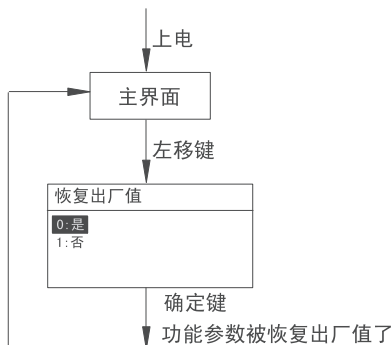 上电
主界面
左移键
恢复出厂值
0:是
1:否
确定键
功能参数被恢复出厂值了